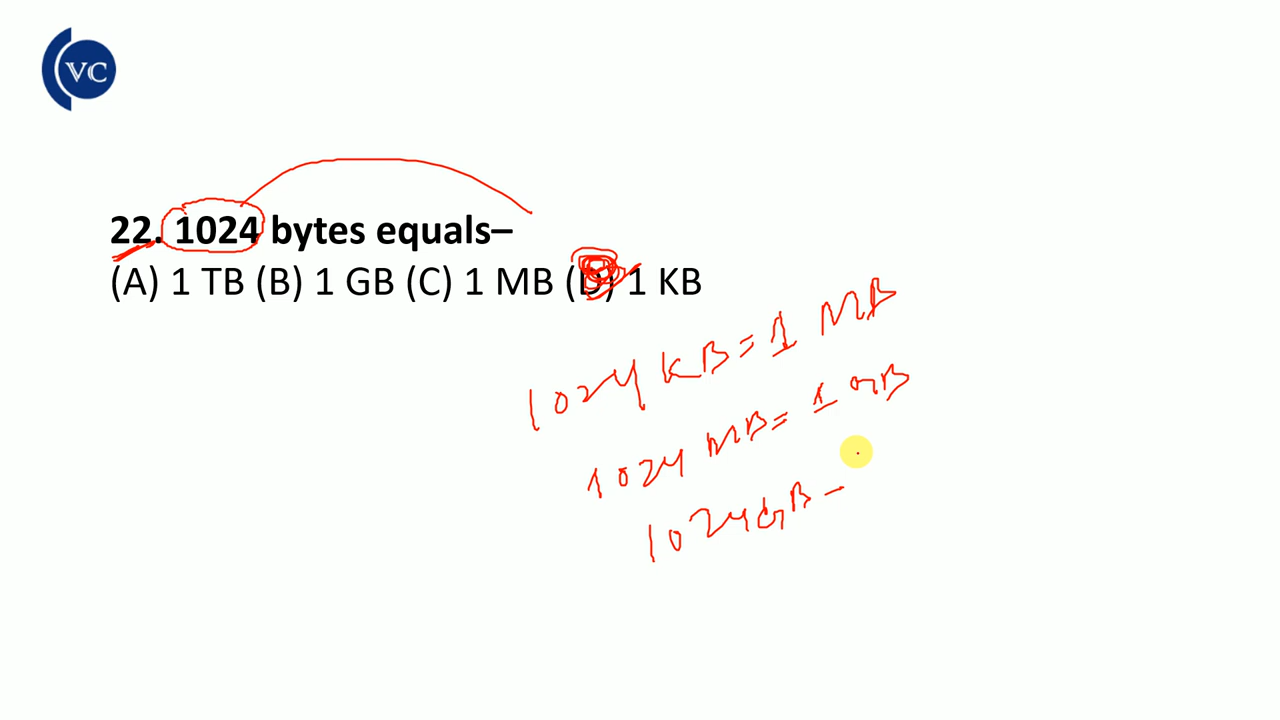 VC
22. 1024 bytes equals–
(A) 1 TB (B) 1 GB (C) 1 MB (D) 1 KB
1024 KB = 1 MB
1024 MB = 1 GB
1024 GB -